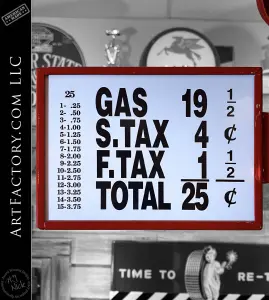 AMERICAN MADE
ArtFactory.com LLC
25
1- .25
2- .50
3- .75
4-1.00
5-1.25
6-1.50
7-1.75
8-2.00
9-2.25
10-2.50
11-2.75
12-3.00
13-3.25
14-3.50
15-3.75
GAS 19 1/2
S.TAX 4 ¢
F.TAX 1 1/2
TOTAL 25 ¢
TIME TO RE-T